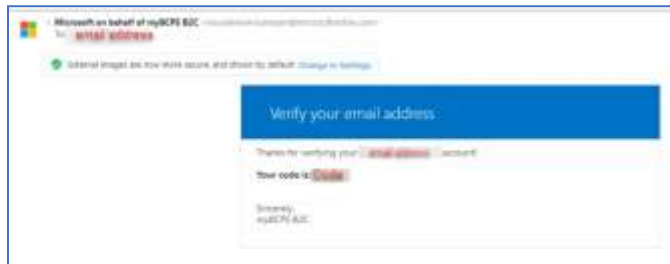 Microsoft on behalf of myBCPS B2C
To: email address
External images are now more secure, and shown by default. Change in Settings
Verify your email address
Thanks for verifying your email address account!
Your code is: Code
Sincerely,
myBCPS B2C